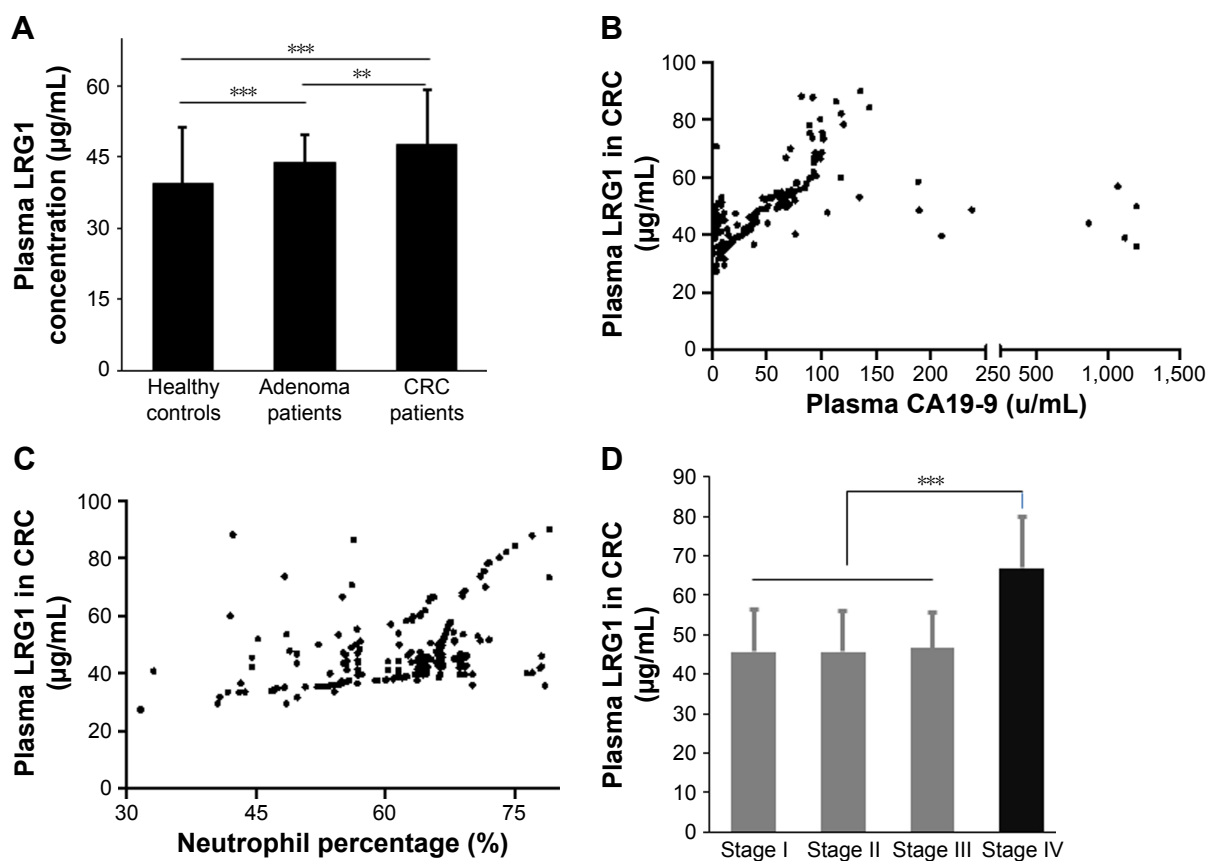 A
Plasma LRG1
concentration (µg/mL)
60
45
30
15
0
***
***
**
Healthy
controls
Adenoma
patients
CRC
patients
B
Plasma LRG1 in CRC
(µg/mL)
100
80
60
40
20
0
0
50
100
150
200
250
500
1,000
1,500
Plasma CA19-9 (u/mL)
C
Plasma LRG1 in CRC
(µg/mL)
100
80
60
40
20
0
30
45
60
75
Neutrophil percentage (%)
D
Plasma LRG1 in CRC
(µg/mL)
90
80
70
60
50
40
30
20
10
0
***
Stage I
Stage II
Stage III
Stage IV